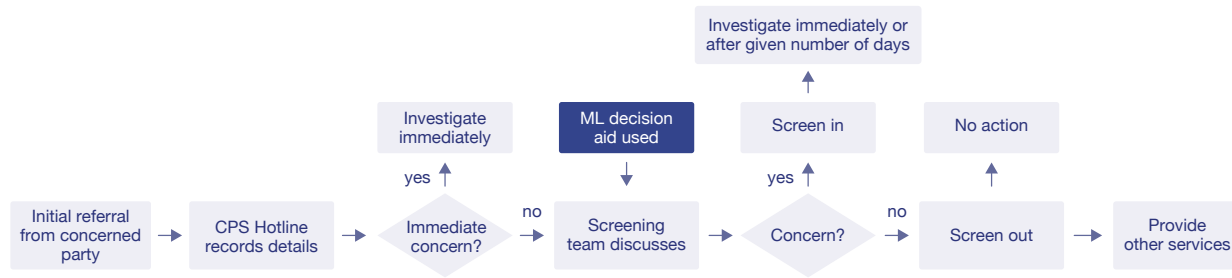 Investigate immediately or
after given number of days
Investigate
immediately
ML decision
aid used
Screen in
No action
yes
yes
Initial referral
from concerned
party
CPS Hotline
records details
Immediate
concern?
no
Screening
team discusses
Concern?
no
Screen out
Provide
other services